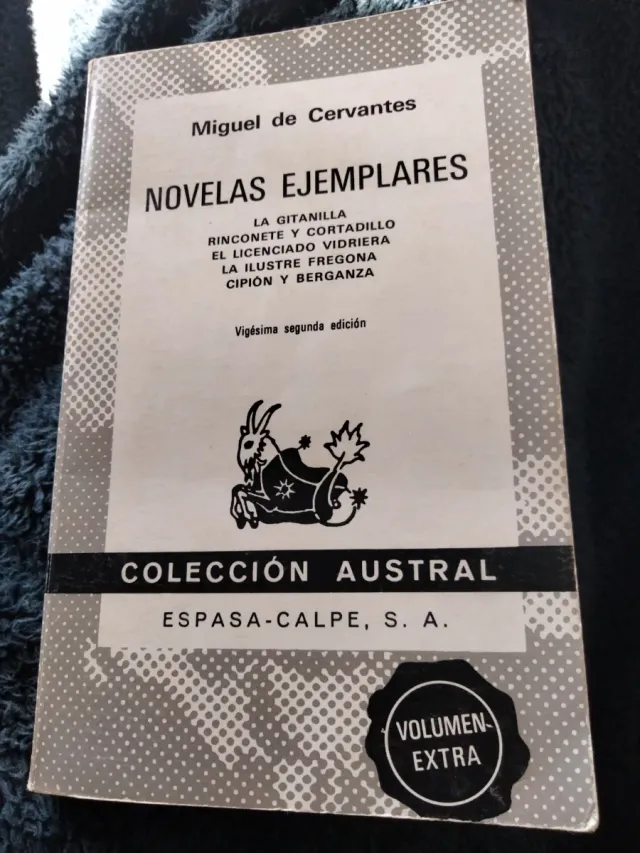 Miguel de Cervantes
NOVELAS EJEMPLARES
LA GITANILLA
RINCONETE Y CORTADILLO
EL LICENCIADO VIDRIERA
LA ILUSTRE FREGONA
CIPIÓN Y BERGANZA
Vigésima segunda edición
COLECCIÓN AUSTRAL
ESPASA-CALPE, S. A.
VOLUMEN
EXTRA